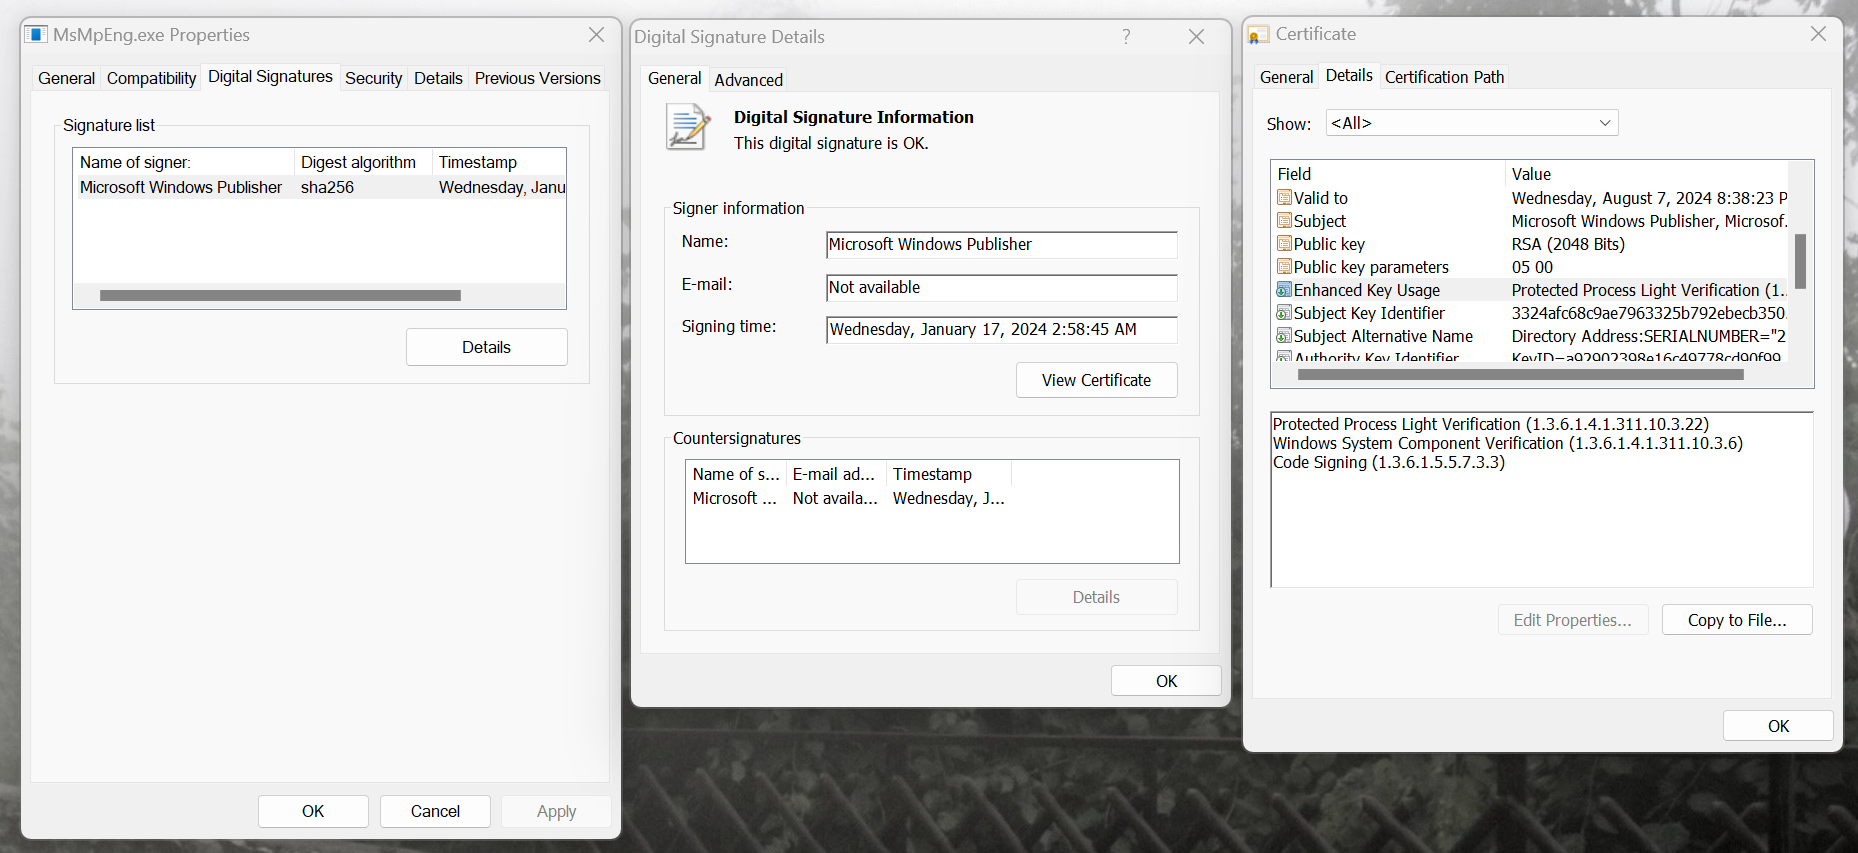 MsMpEng.exe Properties
General Compatibility Digital Signatures Security Details Previous Versions
Signature list
Name of signer: Digest algorithm Timestamp
Microsoft Windows Publisher sha256 Wednesday, Janu
Details
OK Cancel Apply
Digital Signature Details ?
General Advanced
Digital Signature Information
This digital signature is OK.
Signer information
Name: Microsoft Windows Publisher
E-mail: Not available
Signing time: Wednesday, January 17, 2024 2:58:45 AM
View Certificate
Countersignatures
Name of s... E-mail ad... Timestamp
Microsoft ... Not availa... Wednesday, J...
Details
OK
Certificate
General Details Certification Path
Show: <All>
Field Value
Valid to Wednesday, August 7, 2024 8:38:23 P
Subject Microsoft Windows Publisher, Microsof.
Public key RSA (2048 Bits)
Public key parameters 05 00
Enhanced Key Usage Protected Process Light Verification (1..
Subject Key Identifier 3324afc68c9ae7963325b792ebecb350.
Subject Alternative Name Directory Address:SERIALNUMBER="2
Authority Key Identifier KeyID=a92902398e16c49778cd90f99
Protected Process Light Verification (1.3.6.1.4.1.311.10.3.22)
Windows System Component Verification (1.3.6.1.4.1.311.10.3.6)
Code Signing (1.3.6.1.5.5.7.3.3)
Edit Properties... Copy to File...
OK